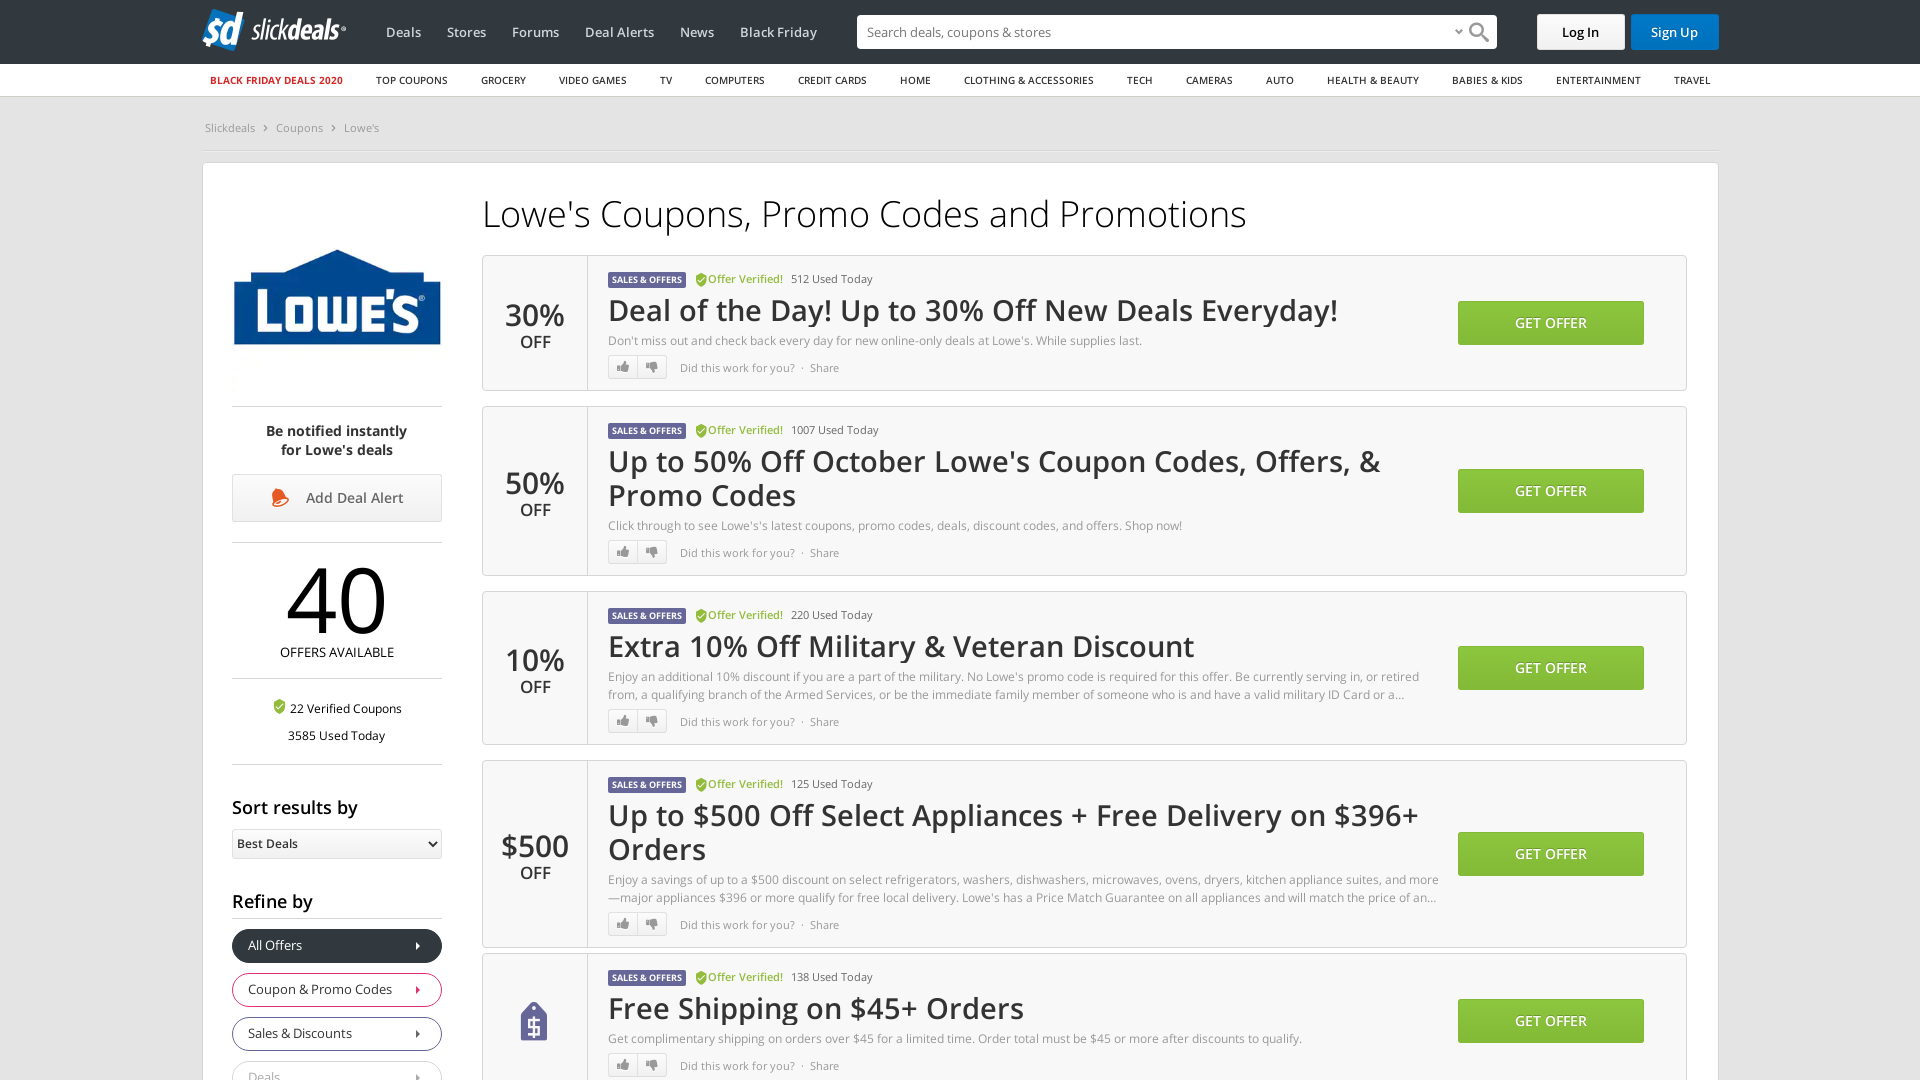 sd slickdeals®
Deals
Stores
Forums
Deal Alerts
News
Black Friday
Search deals, coupons & stores
Log In
Sign Up
BLACK FRIDAY DEALS 2020
TOP COUPONS
GROCERY
VIDEO GAMES
TV
COMPUTERS
CREDIT CARDS
HOME
CLOTHING & ACCESSORIES
TECH
CAMERAS
AUTO
HEALTH & BEAUTY
BABIES & KIDS
ENTERTAINMENT
TRAVEL
Slickdeals › Coupons › Lowe's
LOWE'S®
Be notified instantly
for Lowe's deals
Add Deal Alert
40
OFFERS AVAILABLE
22 Verified Coupons
3585 Used Today
Sort results by
Best Deals
Refine by
All Offers
Coupon & Promo Codes
Sales & Discounts
Deals
Lowe's Coupons, Promo Codes and Promotions
30%
OFF
SALES & OFFERS Offer Verified! 512 Used Today
Deal of the Day! Up to 30% Off New Deals Everyday!
Don't miss out and check back every day for new online-only deals at Lowe's. While supplies last.
Did this work for you? · Share
GET OFFER
50%
OFF
SALES & OFFERS Offer Verified! 1007 Used Today
Up to 50% Off October Lowe's Coupon Codes, Offers, &
Promo Codes
Click through to see Lowe's's latest coupons, promo codes, deals, discount codes, and offers. Shop now!
Did this work for you? · Share
GET OFFER
10%
OFF
SALES & OFFERS Offer Verified! 220 Used Today
Extra 10% Off Military & Veteran Discount
Enjoy an additional 10% discount if you are a part of the military. No Lowe's promo code is required for this offer. Be currently serving in, or retired
from, a qualifying branch of the Armed Services, or be the immediate family member of someone who is and have a valid military ID Card or a...
Did this work for you? · Share
GET OFFER
$500
OFF
SALES & OFFERS Offer Verified! 125 Used Today
Up to $500 Off Select Appliances + Free Delivery on $396+
Orders
Enjoy a savings of up to a $500 discount on select refrigerators, washers, dishwashers, microwaves, ovens, dryers, kitchen appliance suites, and more
—major appliances $396 or more qualify for free local delivery. Lowe's has a Price Match Guarantee on all appliances and will match the price of an...
Did this work for you? · Share
GET OFFER
$
SALES & OFFERS Offer Verified! 138 Used Today
Free Shipping on $45+ Orders
Get complimentary shipping on orders over $45 for a limited time. Order total must be $45 or more after discounts to qualify.
Did this work for you? · Share
GET OFFER